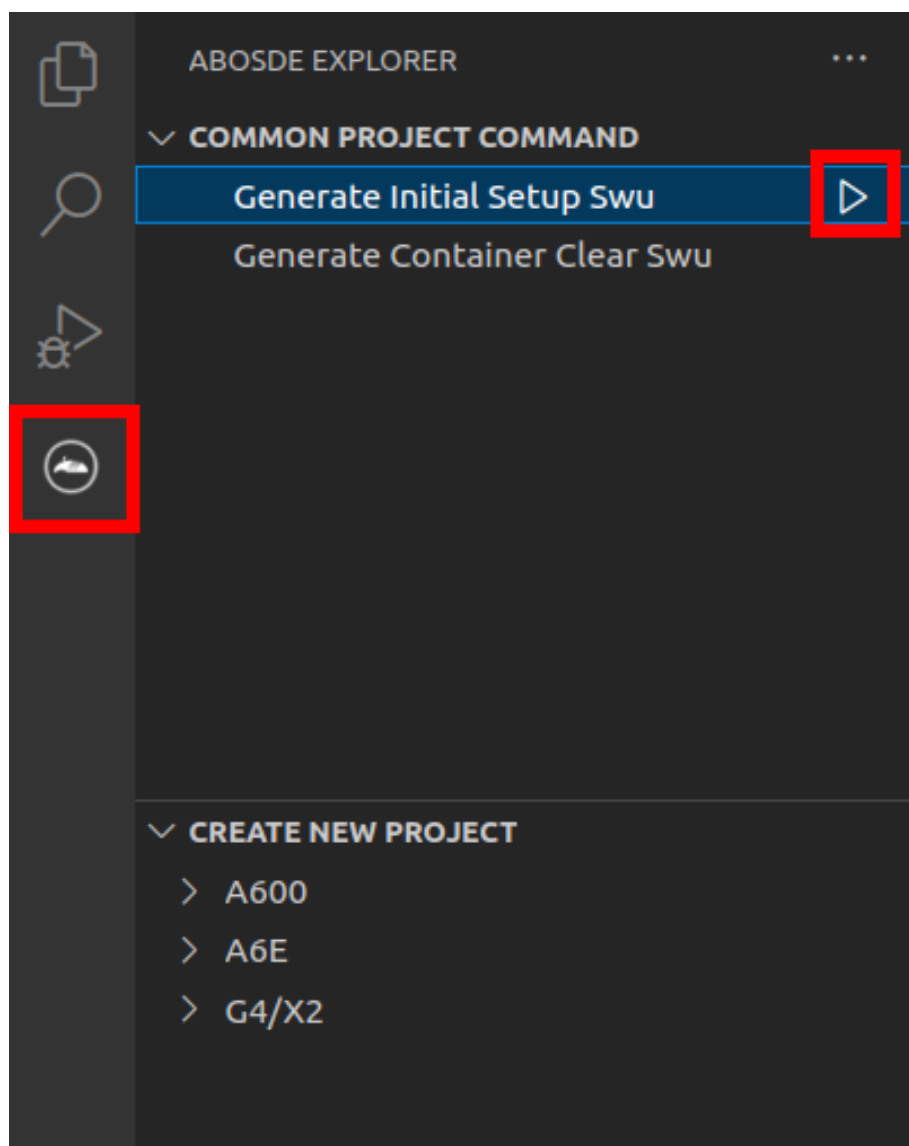 ABOSDE EXPLORER
COMMON PROJECT COMMAND
Generate Initial Setup Swu
Generate Container Clear Swu
CREATE NEW PROJECT
A600
A6E
G4/X2